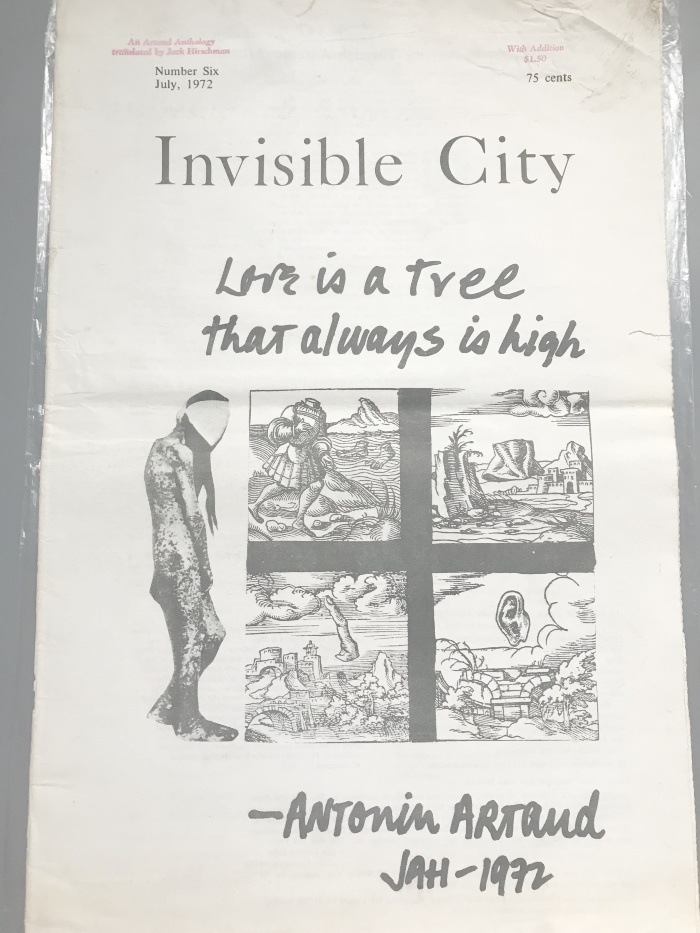 An Artaud Anthology
translated by Jack Hirschman
With Addition
$1.50
Number Six
July, 1972
75 cents
Invisible City
Love is a Tree
that always is high
—Antonin Artaud
JAH–1972